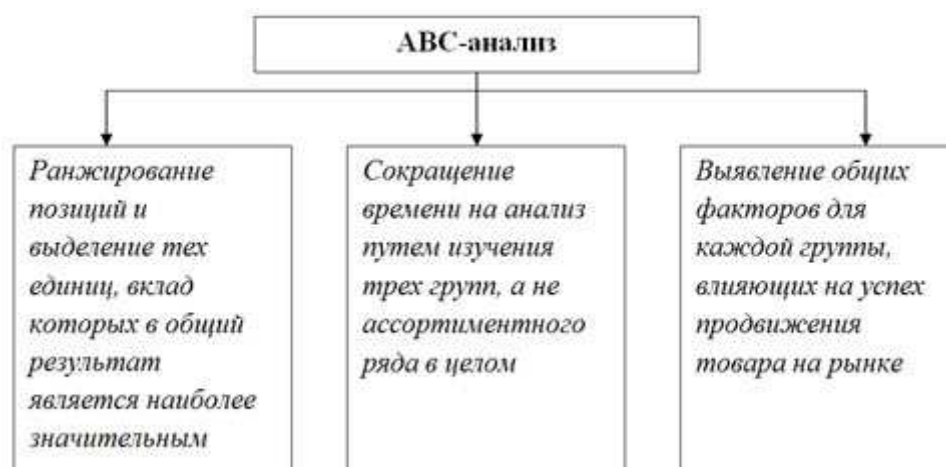 АВС-анализ
Ранжирование
позиций и
выделение тех
единиц, вклад
которых в общий
результат
является наиболее
значительным
Сокращение
времени на анализ
путем изучения
трех групп, а не
ассортиментного
ряда в целом
Выявление общих
факторов для
каждой группы,
влияющих на успех
продвижения
товара на рынке